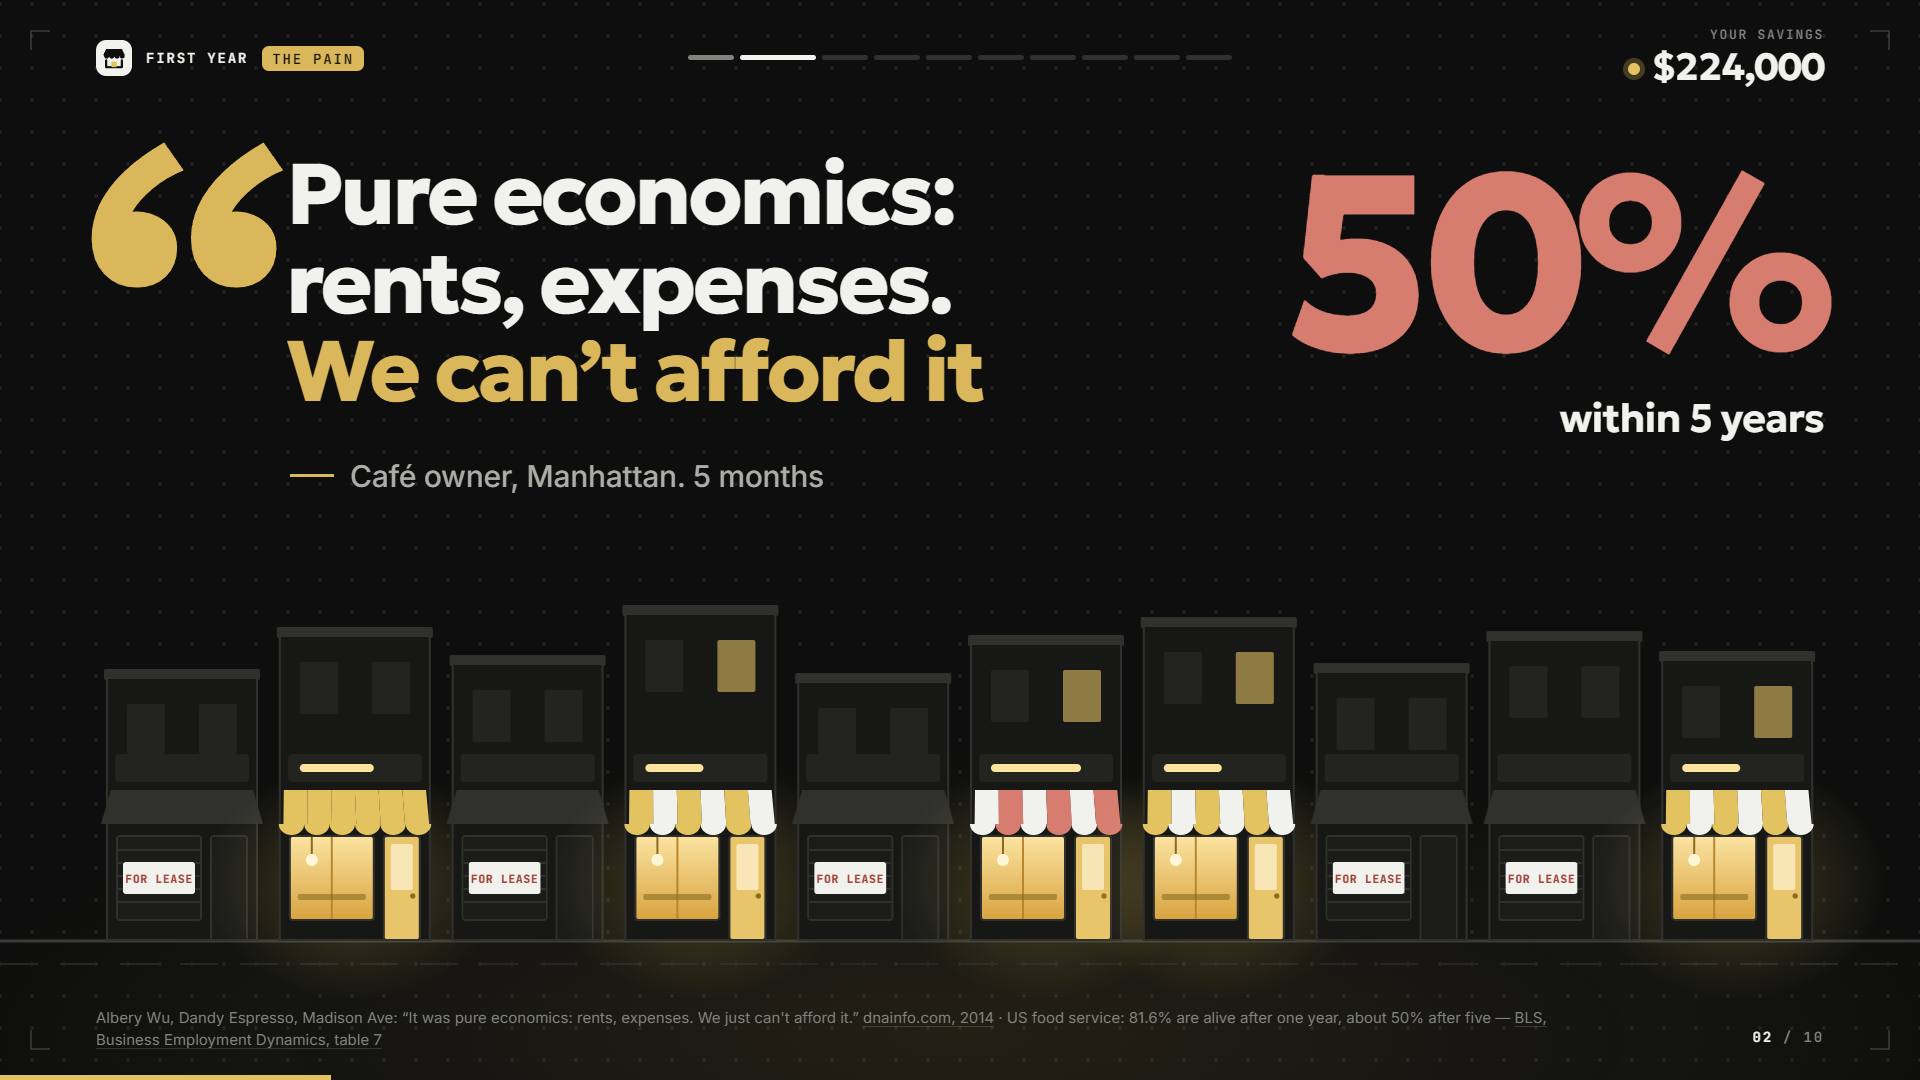 FIRST YEAR THE PAIN
YOUR SAVINGS
$224,000
“Pure economics:
rents, expenses.
We can’t afford it
— Café owner, Manhattan. 5 months
50%
within 5 years
FOR LEASE
FOR LEASE
FOR LEASE
FOR LEASE
FOR LEASE
Albery Wu, Dandy Espresso, Madison Ave: “It was pure economics: rents, expenses. We just can't afford it.” dnainfo.com, 2014 · US food service: 81.6% are alive after one year, about 50% after five — BLS,
Business Employment Dynamics, table 7
02 / 10